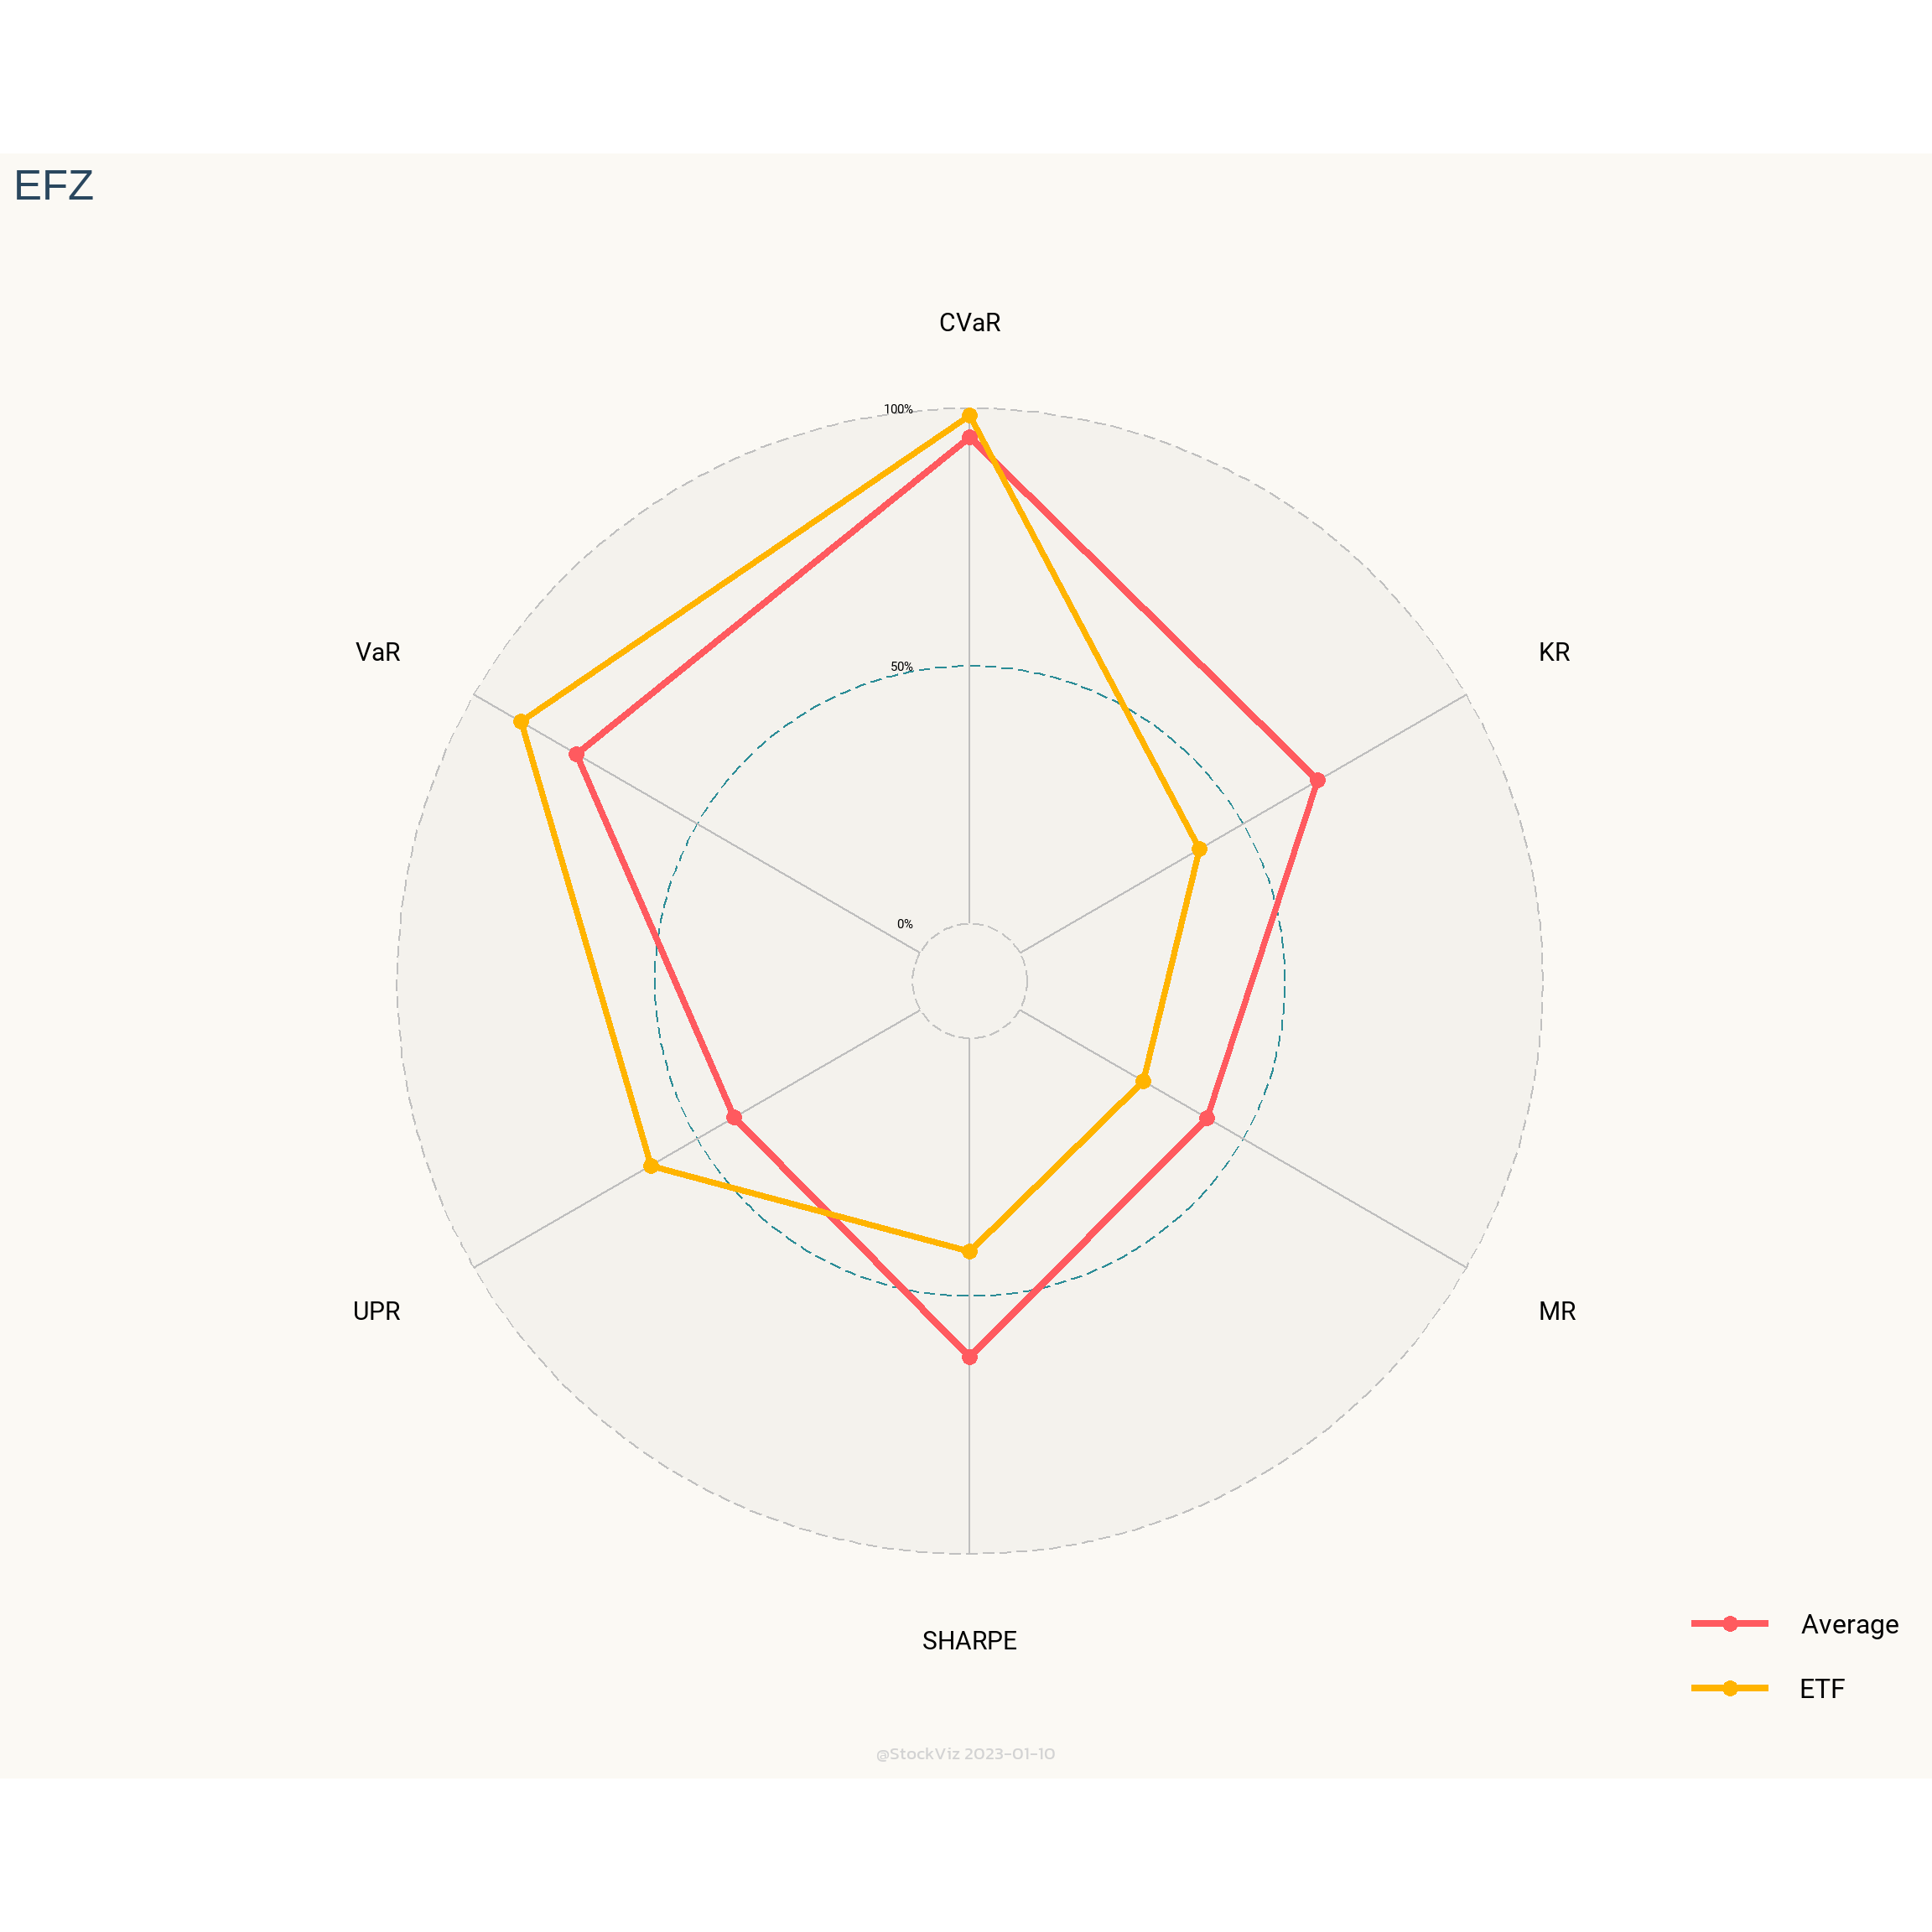 EFZ
CVaR
100%
KR
VaR
50%
0%
UPR
MR
SHARPE
Average
ETF
@StockViz 2023-01-10